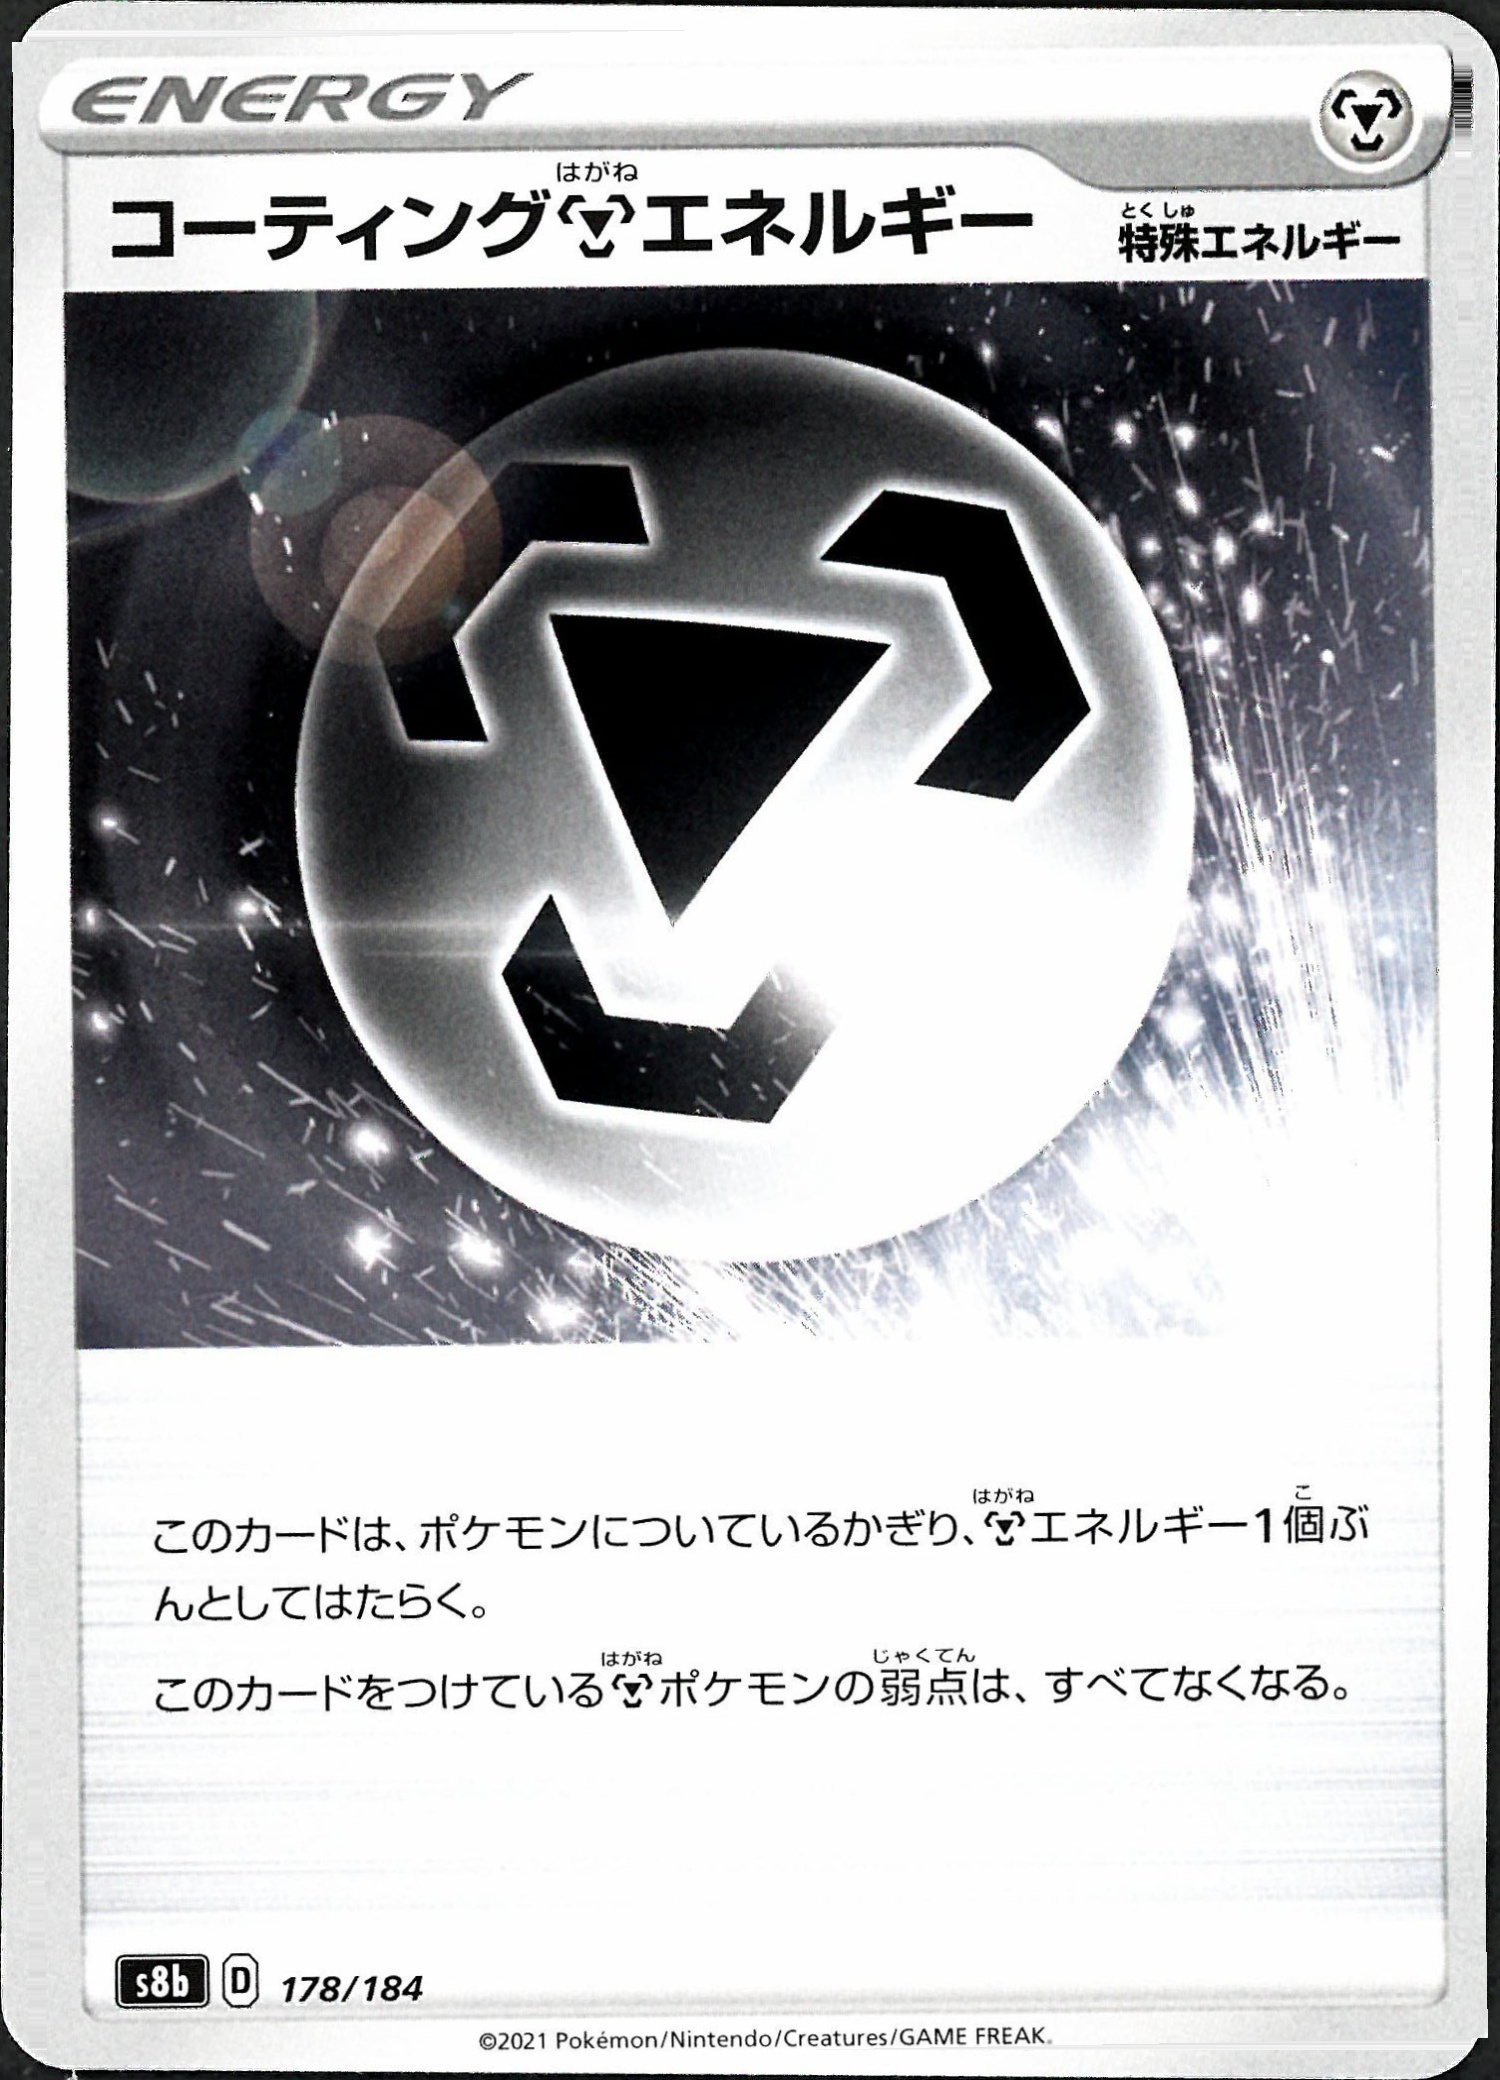 ENERGY
はがね
コーティングエネルギー
とくしゅ
特殊エネルギー
はがね こ
このカードは、ポケモンについているかぎり、エネルギー1個ぶ
んとしてはたらく。
はがね じゃくてん
このカードをつけているポケモンの弱点は、すべてなくなる。
s8b D 178/184
©2021 Pokémon/Nintendo/Creatures/GAME FREAK.